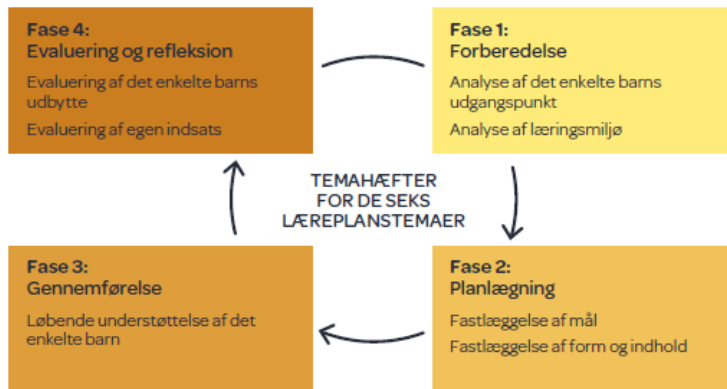 Fase 4:
Evaluering og refleksion
Evaluering af det enkelte barns
udbytte
Evaluering af egen indsats
Fase 1:
Forberedelse
Analyse af det enkelte barns
udgangspunkt
Analyse af læringsmiljø
TEMAHÆFTER
FOR DE SEKS
LÆREPLANSTEMAER
Fase 3:
Gennemførelse
Løbende understøttelse af det
enkelte barn
Fase 2:
Planlægning
Fastlæggelse af mål
Fastlæggelse af form og indhold